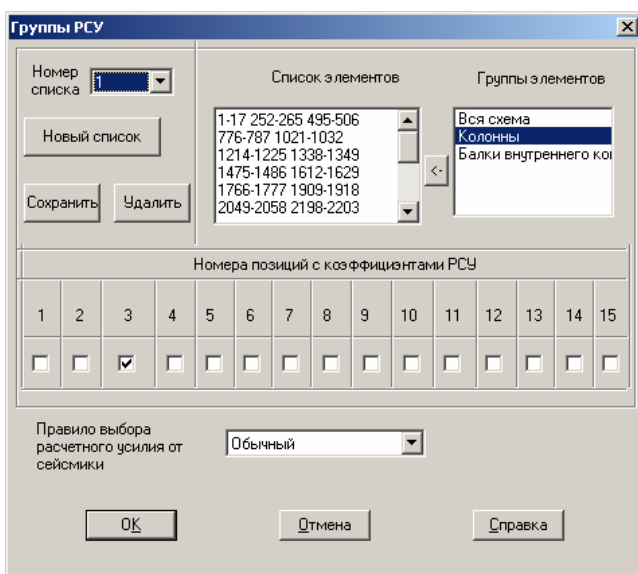 Группы РСУ
Номер списка 1
Новый список
Сохранить Удалить
Список элементов
1-17 252-265 495-506
776-787 1021-1032
1214-1225 1338-1349
1475-1486 1612-1629
1766-1777 1909-1918
2049-2058 2198-2203
<-
Группы элементов
Вся схема
Колонны
Балки внутреннего ко
Номера позиций с коэффициэнтами РСУ
1 2 3 4 5 6 7 8 9 10 11 12 13 14 15
Правило выбора
расчетного усилия от
сейсмики
Обычный
OK Отмена Справка